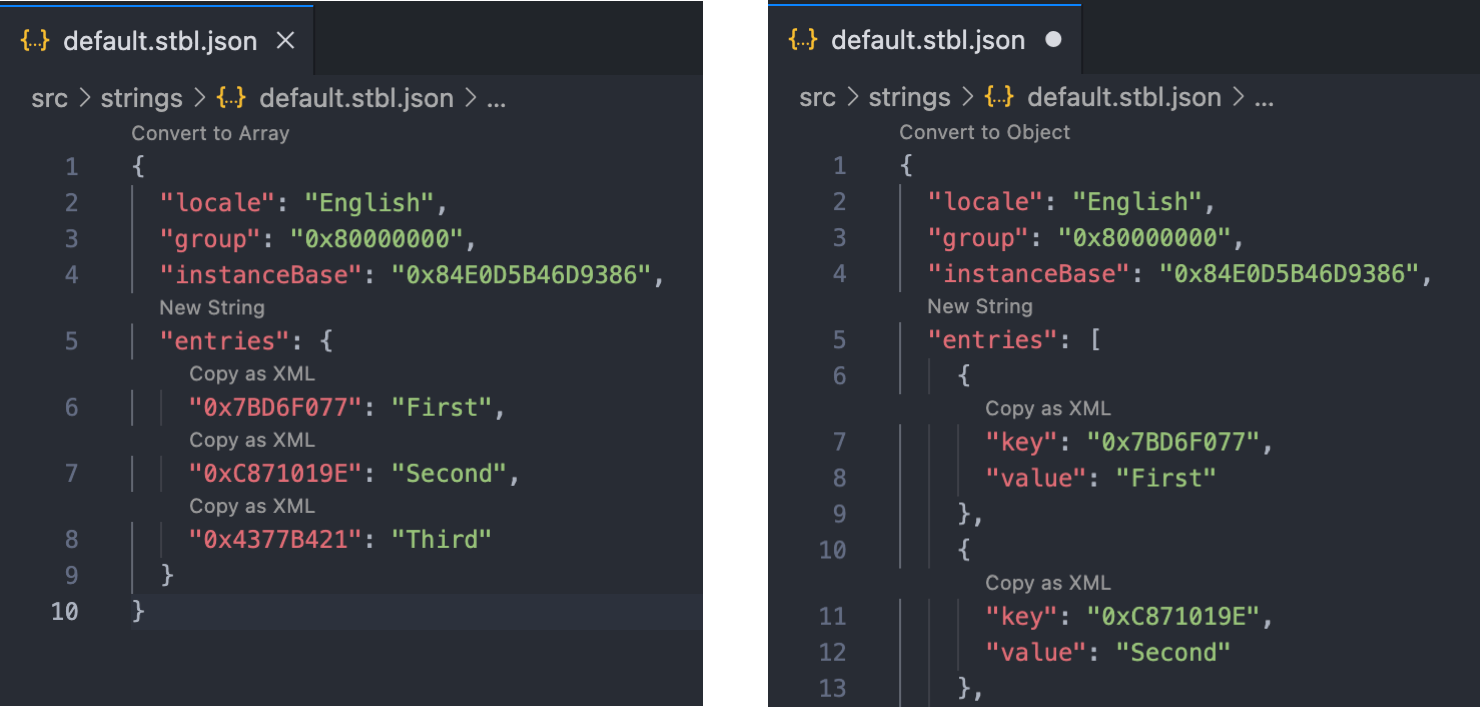 {...} default.stbl.json ×
src > strings > {...} default.stbl.json > ...
Convert to Array
1 {
2 "locale": "English",
3 "group": "0x80000000",
4 "instanceBase": "0x84E0D5B46D9386",
New String
5 "entries": {
Copy as XML
6 "0x7BD6F077": "First",
Copy as XML
7 "0xC871019E": "Second",
Copy as XML
8 "0x4377B421": "Third"
9 }
10 }
{...} default.stbl.json ●
src > strings > {...} default.stbl.json > ...
Convert to Object
1 {
2 "locale": "English",
3 "group": "0x80000000",
4 "instanceBase": "0x84E0D5B46D9386",
New String
5 "entries": [
6 {
Copy as XML
7 "key": "0x7BD6F077",
8 "value": "First"
9 },
10 {
Copy as XML
11 "key": "0xC871019E",
12 "value": "Second"
13 },